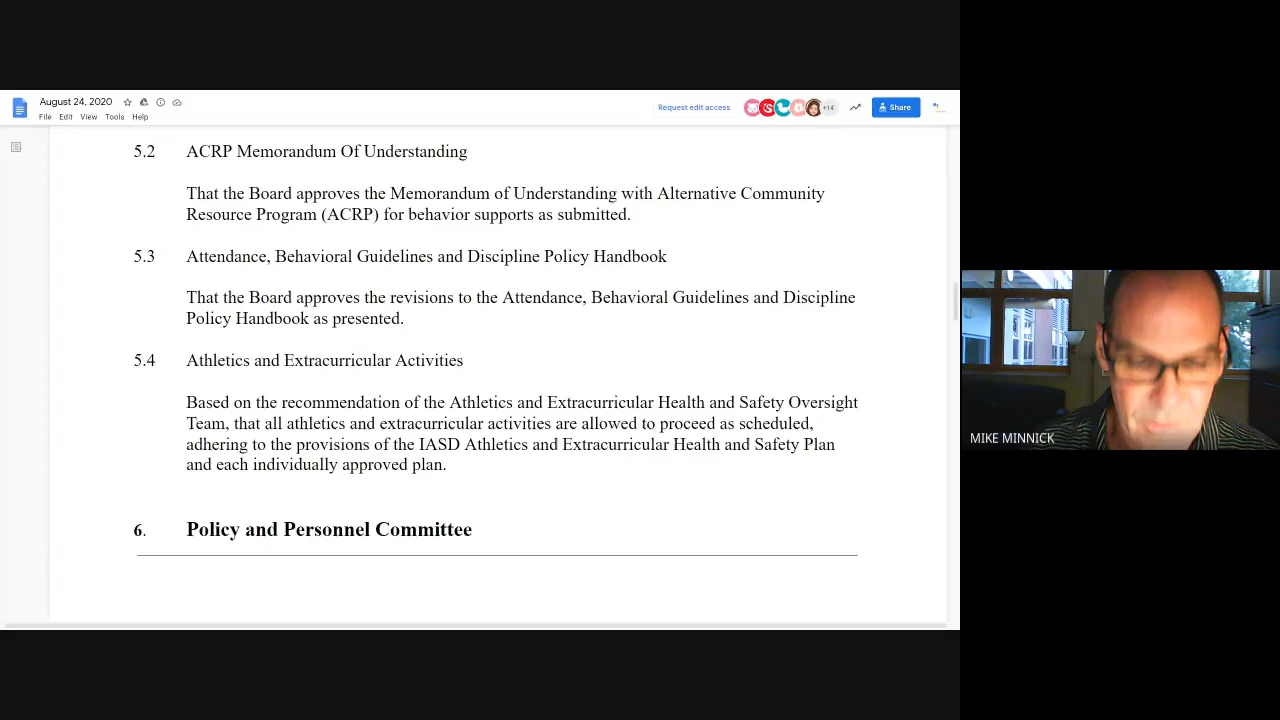 August 24, 2020
File Edit View Tools Help
Request edit access
+14
Share
5.2 ACRP Memorandum Of Understanding
That the Board approves the Memorandum of Understanding with Alternative Community
Resource Program (ACRP) for behavior supports as submitted.
5.3 Attendance, Behavioral Guidelines and Discipline Policy Handbook
That the Board approves the revisions to the Attendance, Behavioral Guidelines and Discipline
Policy Handbook as presented.
5.4 Athletics and Extracurricular Activities
Based on the recommendation of the Athletics and Extracurricular Health and Safety Oversight
Team, that all athletics and extracurricular activities are allowed to proceed as scheduled,
adhering to the provisions of the IASD Athletics and Extracurricular Health and Safety Plan
and each individually approved plan.
6. Policy and Personnel Committee
MIKE MINNICK